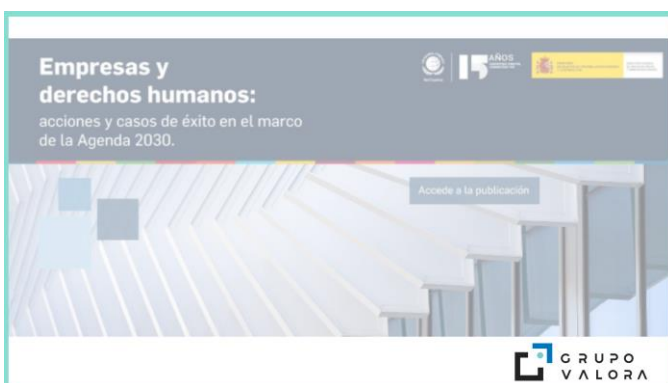 Empresas y
derechos humanos:
acciones y casos de éxito en el marco
de la Agenda 2030.
15 AÑOS
Accede a la publicación
GRUPO
VALORA